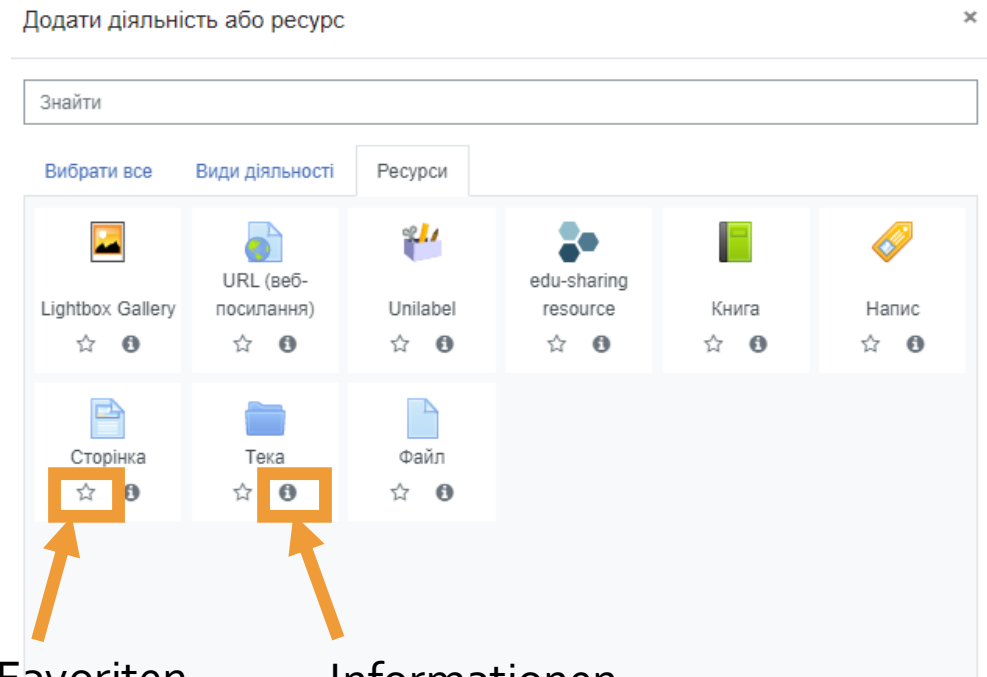 Додати діяльність або ресурс ×
Знайти
Вибрати все Види діяльності Ресурси
URL (веб- edu-sharing
Lightbox Gallery посилання) Unilabel resource Книга Напис
Сторінка Тека Файл
Favoriten Informationen